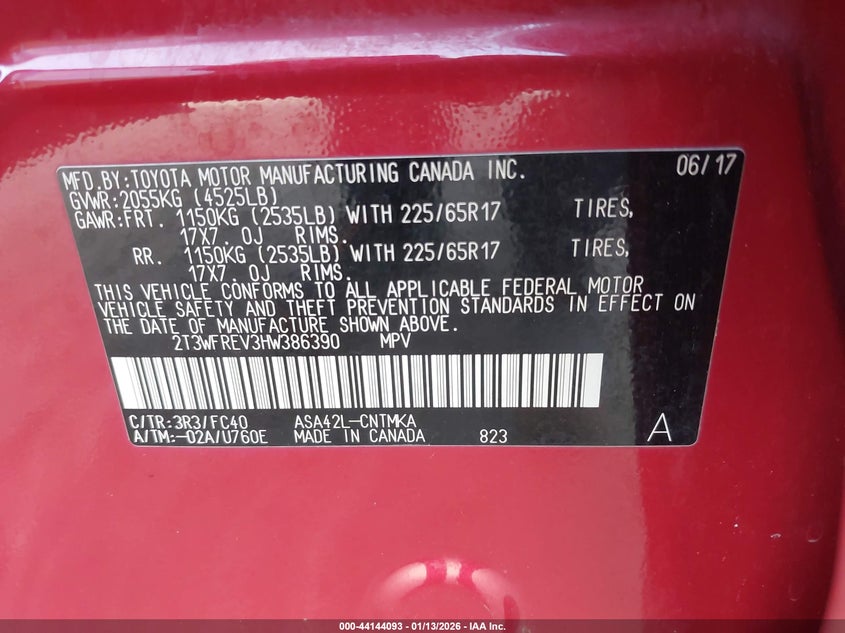 MFD.BY:TOYOTA MOTOR MANUFACTURING CANADA INC. 06/17
GVWR:2055KG (4525LB)
GAWR:FRT. 1150KG (2535LB) WITH 225/65R17 TIRES,
17X7.0J RIMS.
RR. 1150KG (2535LB) WITH 225/65R17 TIRES,
17X7.0J RIMS.
THIS VEHICLE CONFORMS TO ALL APPLICABLE FEDERAL MOTOR
VEHICLE SAFETY AND THEFT PREVENTION STANDARDS IN EFFECT ON
THE DATE OF MANUFACTURE SHOWN ABOVE.
2T3WFREV3HW386390 MPV
C/TR:3R3/FC40 ASA42L-CNTMKA
A/TM:-02A/U760E MADE IN CANADA 823 A
000-44144093 - 01/13/2026 - IAA Inc.